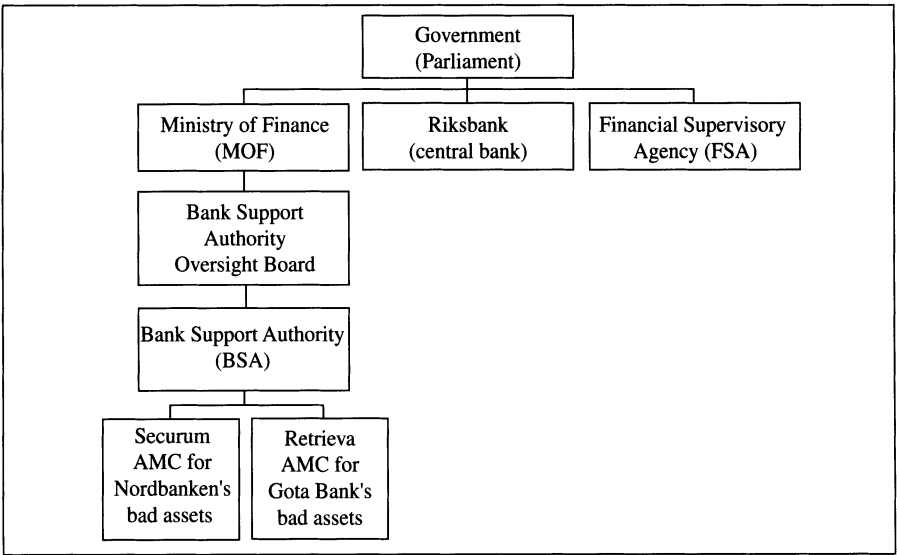 Government
(Parliament)
Ministry of Finance
(MOF)
Riksbank
(central bank)
Financial Supervisory
Agency (FSA)
Bank Support
Authority
Oversight Board
Bank Support Authority
(BSA)
Securum
AMC for
Nordbanken's
bad assets
Retrieva
AMC for
Gota Bank's
bad assets